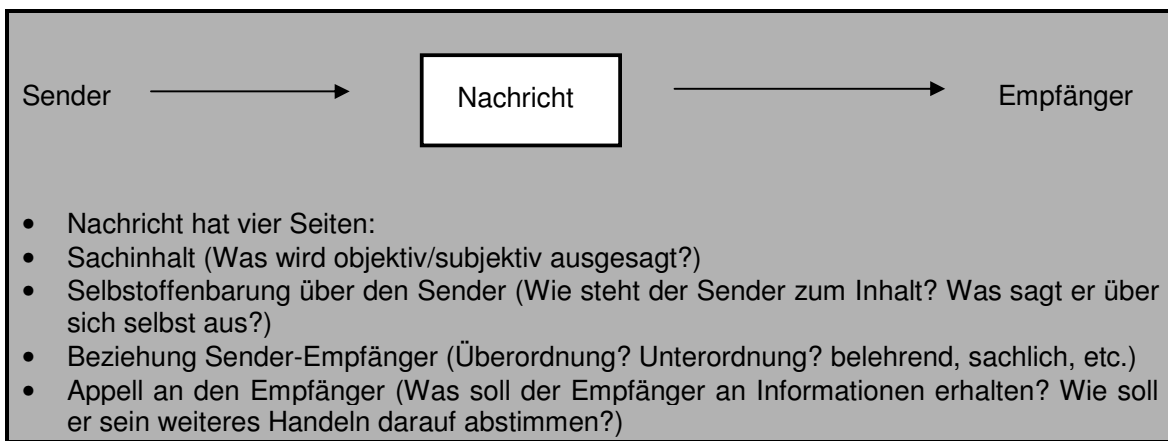 Sender Nachricht Empfänger
• Nachricht hat vier Seiten:
• Sachinhalt (Was wird objektiv/subjektiv ausgesagt?)
• Selbstoffenbarung über den Sender (Wie steht der Sender zum Inhalt? Was sagt er über
sich selbst aus?)
• Beziehung Sender-Empfänger (Überordnung? Unterordnung? belehrend, sachlich, etc.)
• Appell an den Empfänger (Was soll der Empfänger an Informationen erhalten? Wie soll
er sein weiteres Handeln darauf abstimmen?)